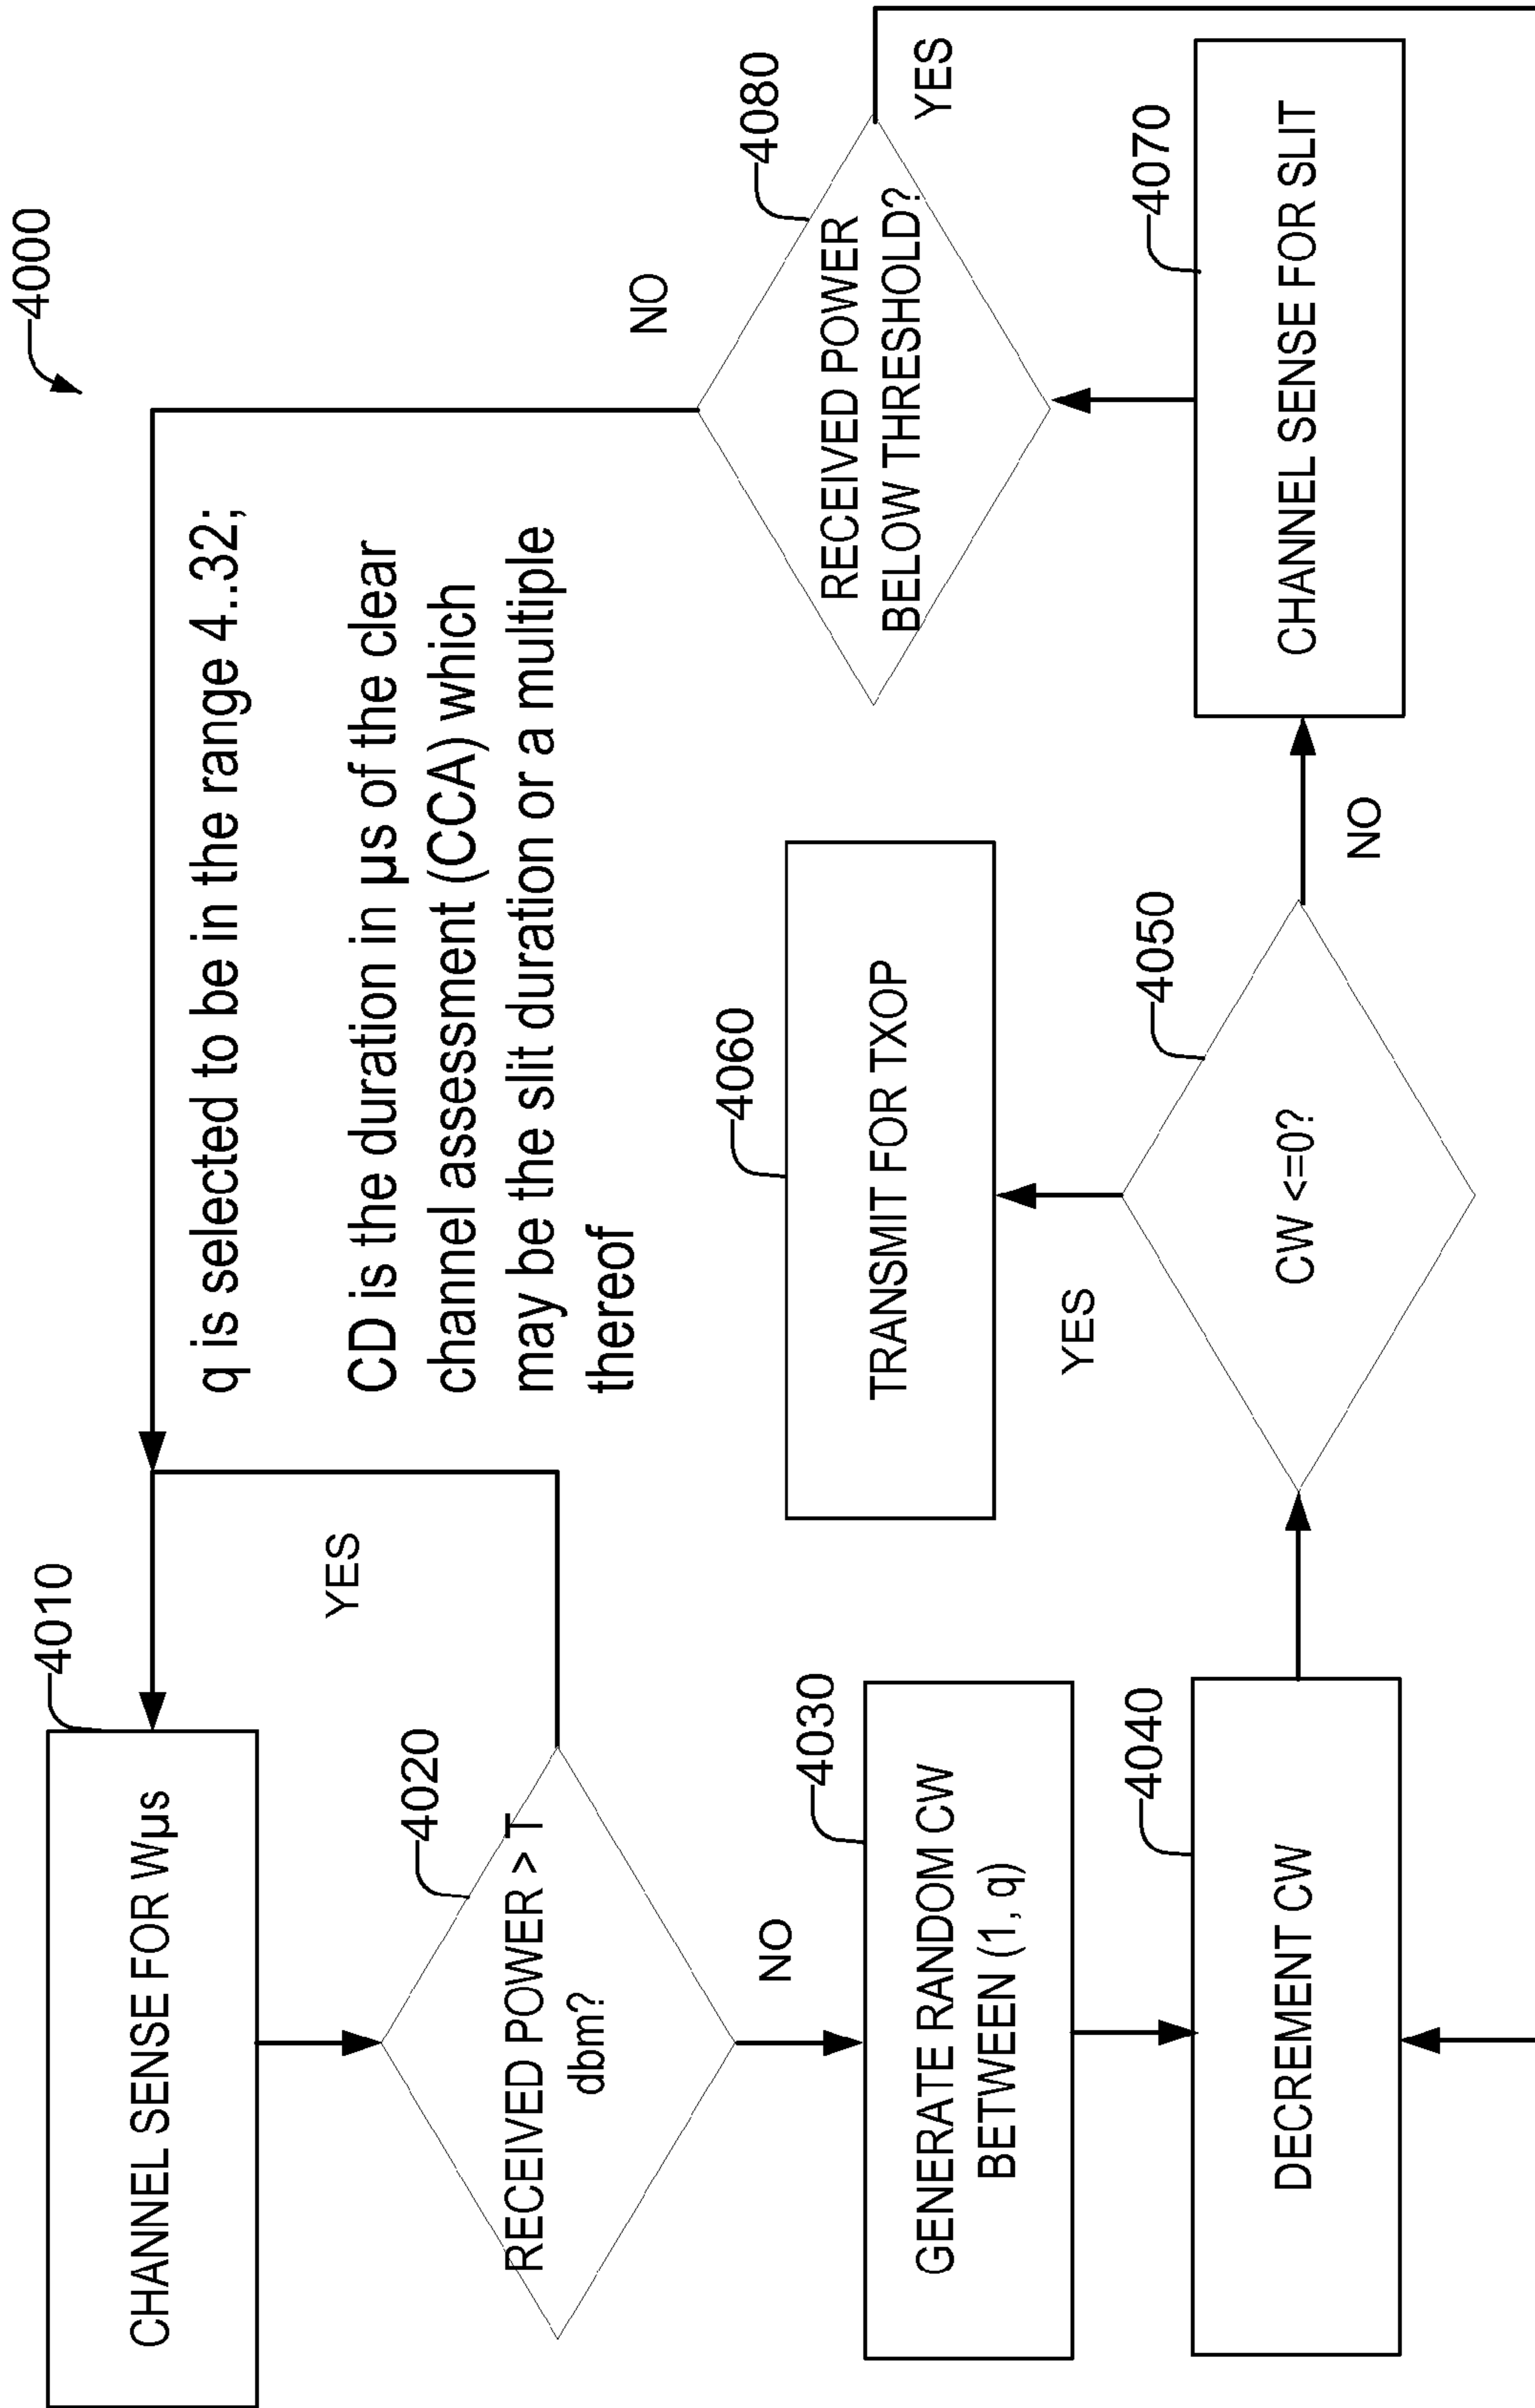 4000
4010
CHANNEL SENSE FOR Wµs
YES
4020
RECEIVED POWER > T
dbm?
NO
4030
GENERATE RANDOM CW
BETWEEN (1, q)
4040
DECREMENT CW
q is selected to be in the range 4..32;
CD is the duration in µs of the clear
channel assessment (CCA) which
may be the slit duration or a multiple
thereof
4060
TRANSMIT FOR TXOP
YES
4050
CW <=0?
NO
4080
RECEIVED POWER
BELOW THRESHOLD?
NO
YES
4070
CHANNEL SENSE FOR SLIT